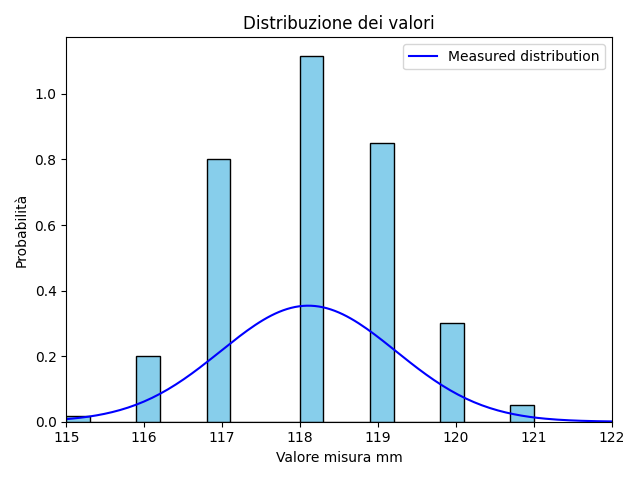 Distribuzione dei valori
Measured distribution
Probabilità
1.0
0.8
0.6
0.4
0.2
0.0
115 116 117 118 119 120 121 122
Valore misura mm